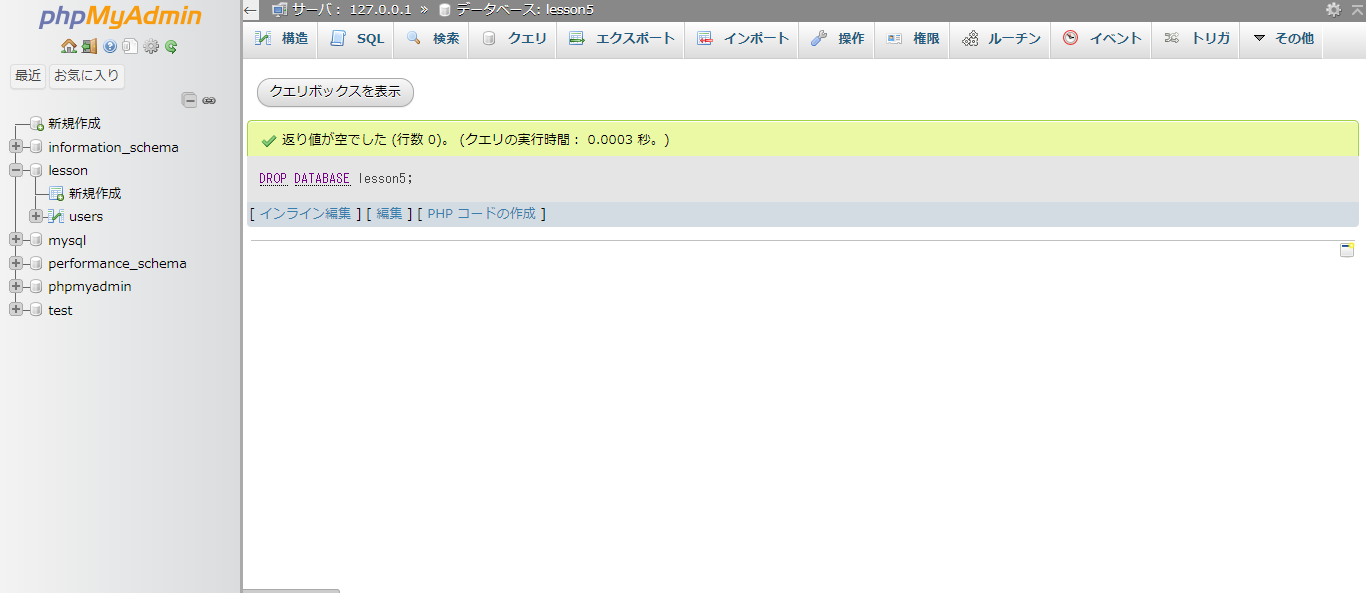 phpMyAdmin
最近 お気に入り
新規作成
information_schema
lesson
新規作成
users
mysql
performance_schema
phpmyadmin
test
サーバ： 127.0.0.1 » データベース: lesson5
構造 SQL 検索 クエリ エクスポート インポート 操作 権限 ルーチン イベント トリガ その他
クエリボックスを表示
返り値が空でした (行数 0)。 (クエリの実行時間： 0.0003 秒。)
DROP DATABASE lesson5;
[ インライン編集 ] [ 編集 ] [ PHP コードの作成 ]